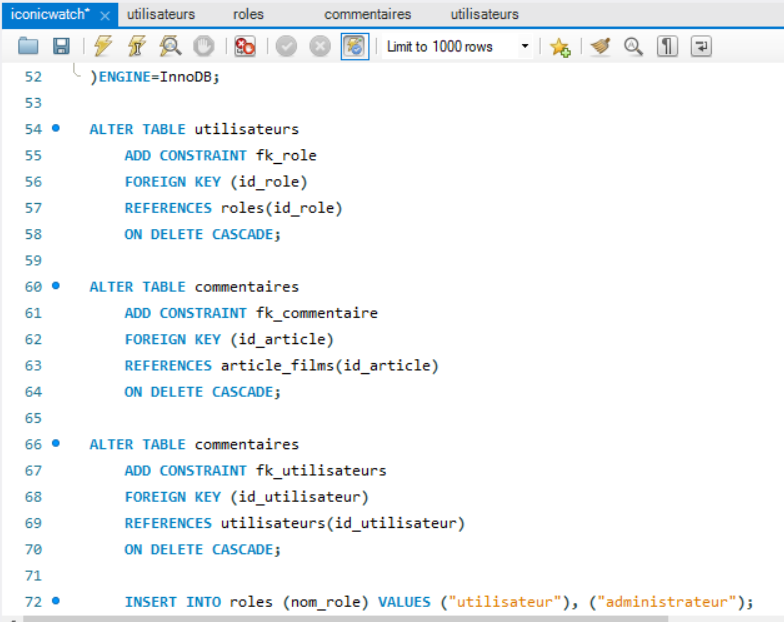 iconicwatch* × utilisateurs roles commentaires utilisateurs
Limit to 1000 rows
52 )ENGINE=InnoDB;
53
54 ALTER TABLE utilisateurs
55 ADD CONSTRAINT fk_role
56 FOREIGN KEY (id_role)
57 REFERENCES roles(id_role)
58 ON DELETE CASCADE;
59
60 ALTER TABLE commentaires
61 ADD CONSTRAINT fk_commentaire
62 FOREIGN KEY (id_article)
63 REFERENCES article_films(id_article)
64 ON DELETE CASCADE;
65
66 ALTER TABLE commentaires
67 ADD CONSTRAINT fk_utilisateurs
68 FOREIGN KEY (id_utilisateur)
69 REFERENCES utilisateurs(id_utilisateur)
70 ON DELETE CASCADE;
71
72 INSERT INTO roles (nom_role) VALUES ("utilisateur"), ("administrateur");